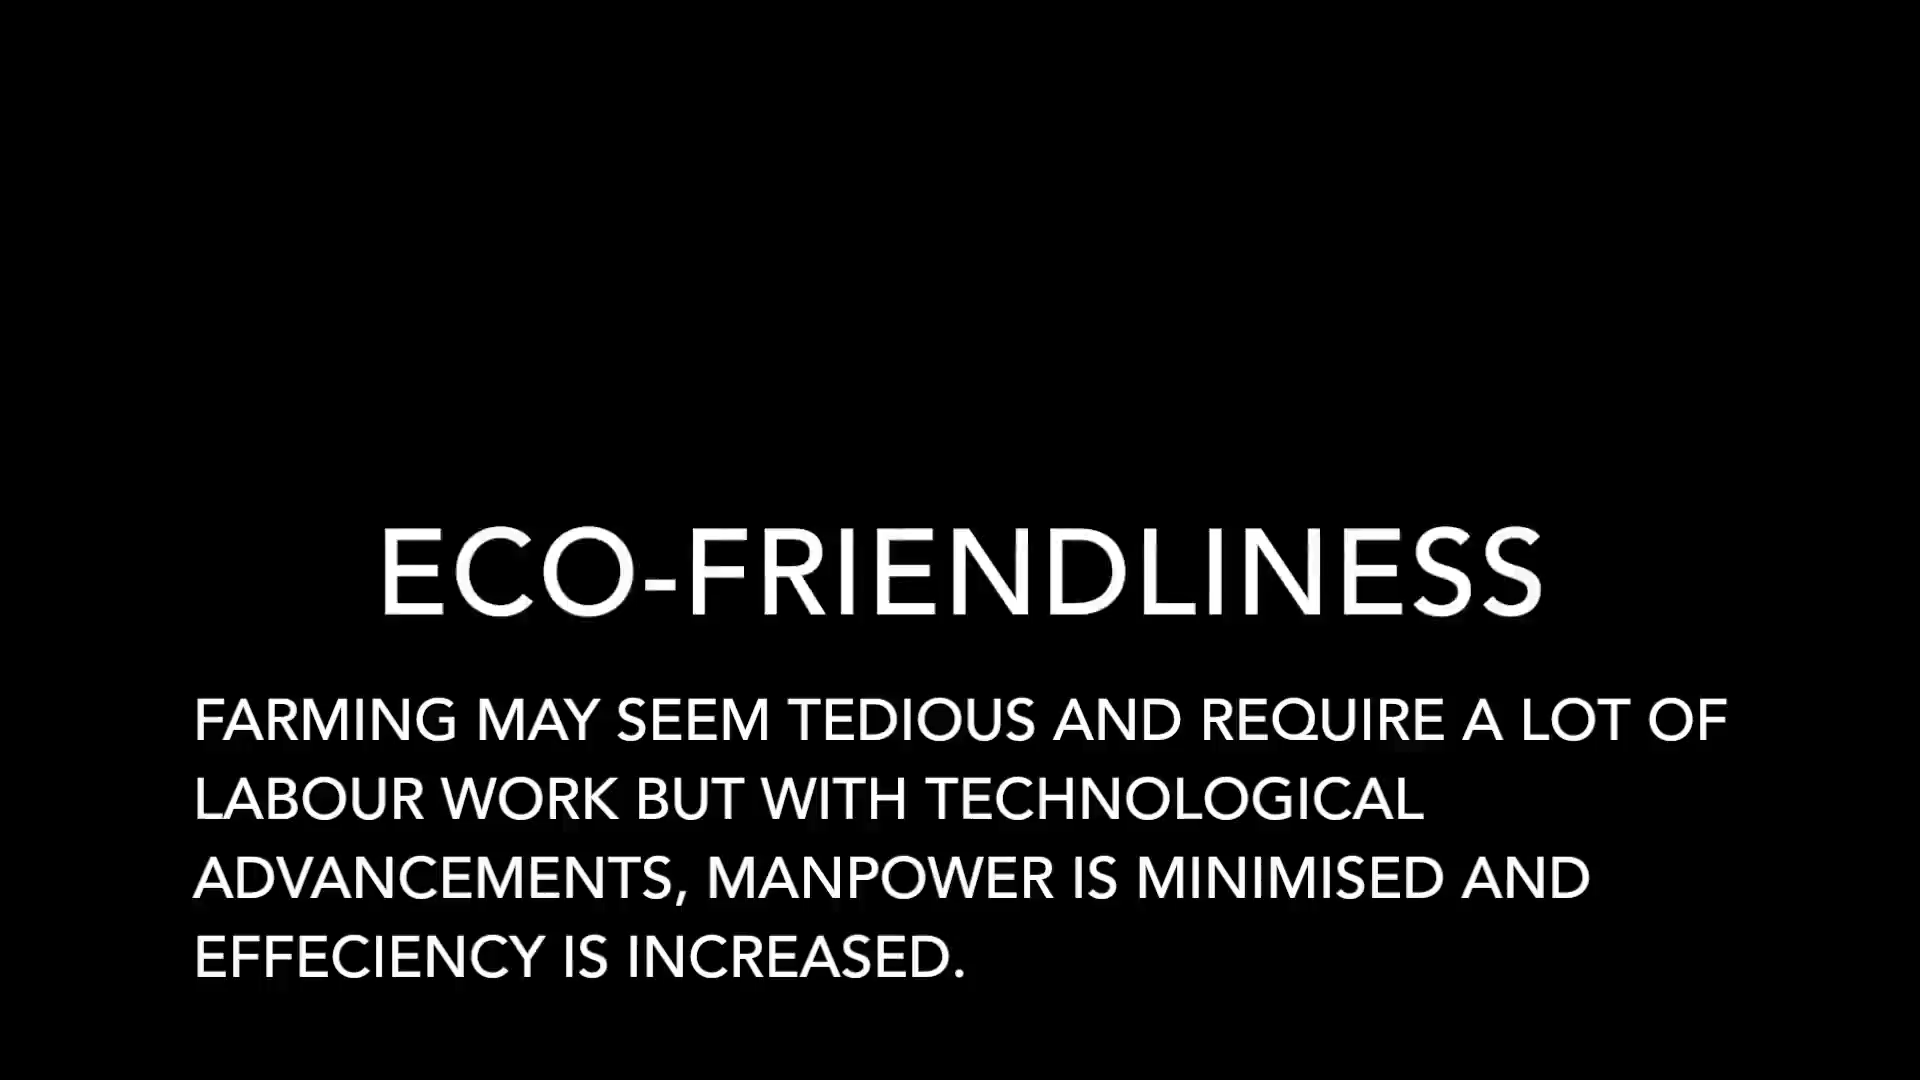 ECO-FRIENDLINESS
FARMING MAY SEEM TEDIOUS AND REQUIRE A LOT OF
LABOUR WORK BUT WITH TECHNOLOGICAL
ADVANCEMENTS, MANPOWER IS MINIMISED AND
EFFECIENCY IS INCREASED.